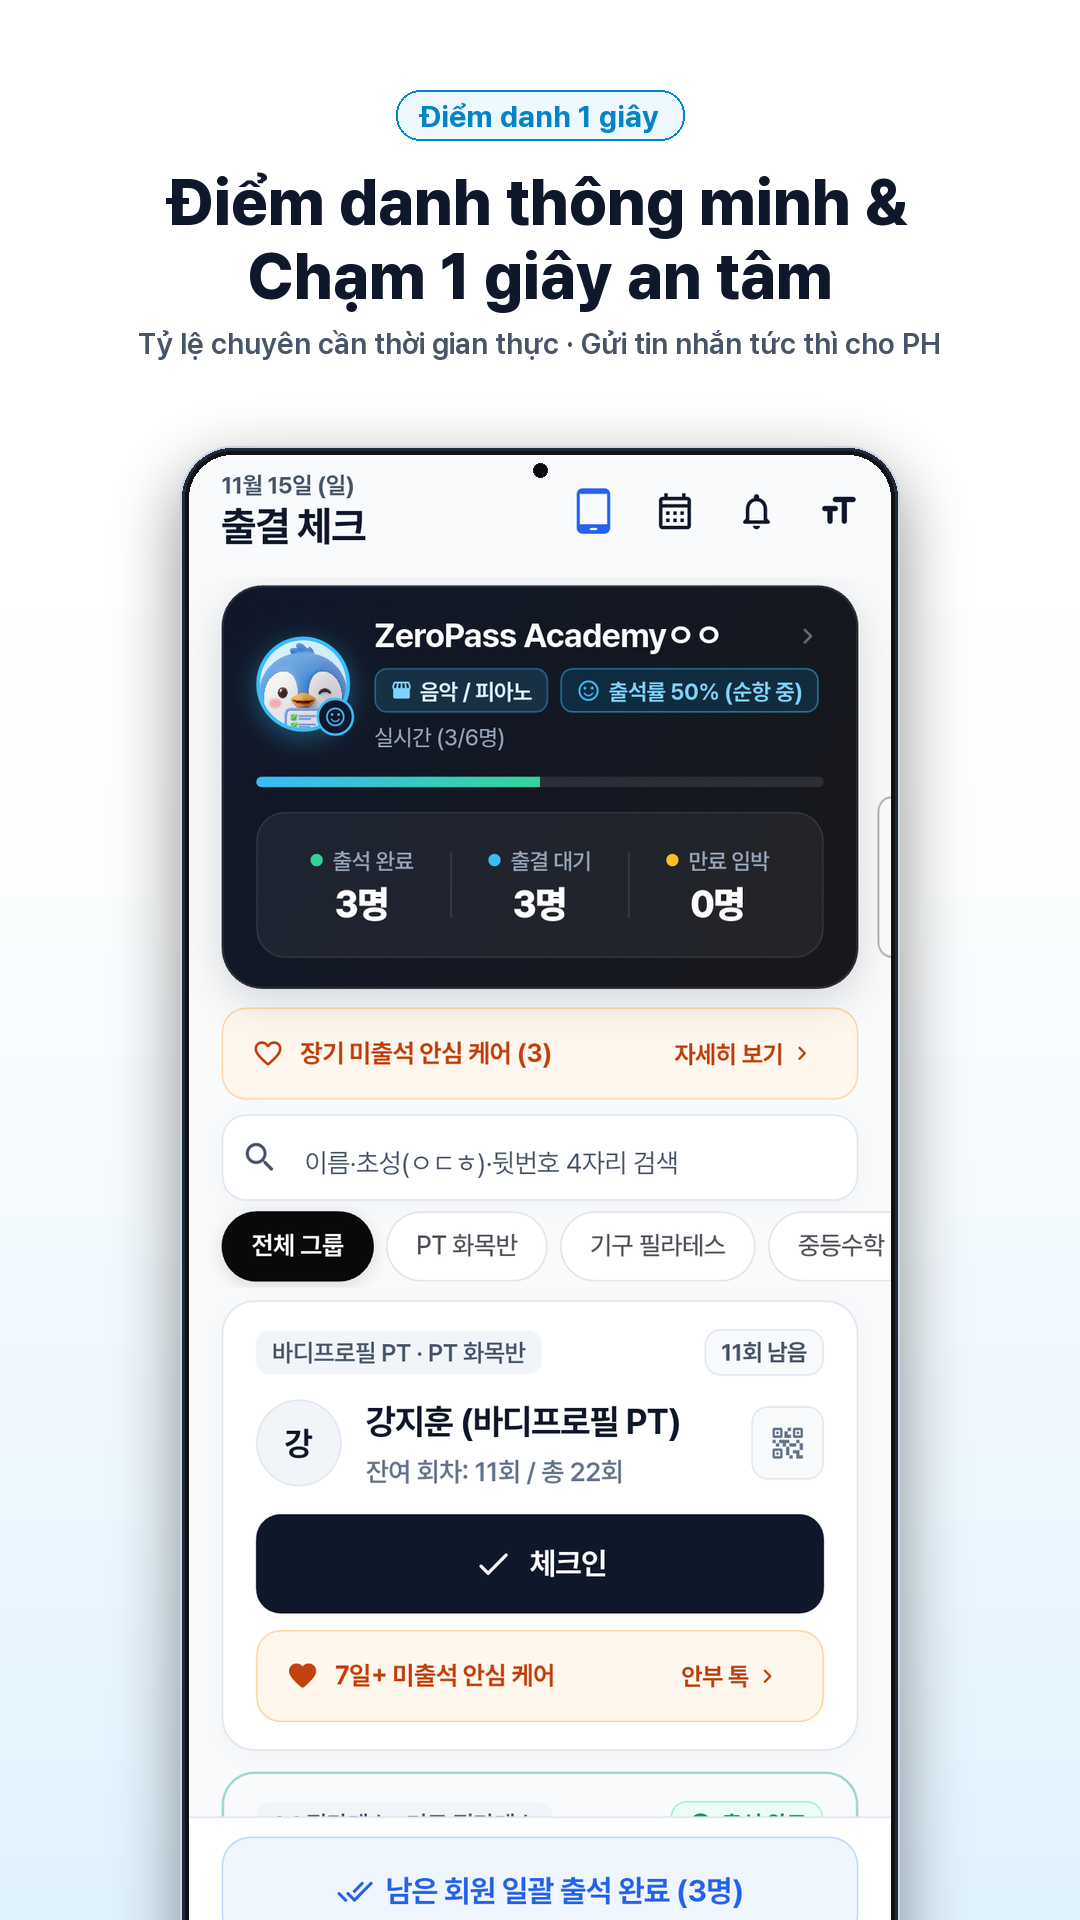 Điểm danh 1 giây
Điểm danh thông minh &
Chạm 1 giây an tâm
Tỷ lệ chuyên cần thời gian thực · Gửi tin nhắn tức thì cho PH
11월 15일 (일)
출결 체크
ZeroPass Academyㅇㅇ
음악 / 피아노
출석률 50% (순항 중)
실시간 (3/6명)
출석 완료
출결 대기
만료 임박
3명
3명
0명
장기 미출석 안심 케어 (3)
자세히 보기
이름·초성(ㅇㄷㅎ)·뒷번호 4자리 검색
전체 그룹
PT 화목반
기구 필라테스
중등수학
바디프로필 PT · PT 화목반
11회 남음
강
강지훈 (바디프로필 PT)
잔여 회차: 11회 / 총 22회
체크인
7일+ 미출석 안심 케어
안부 톡
남은 회원 일괄 출석 완료 (3명)